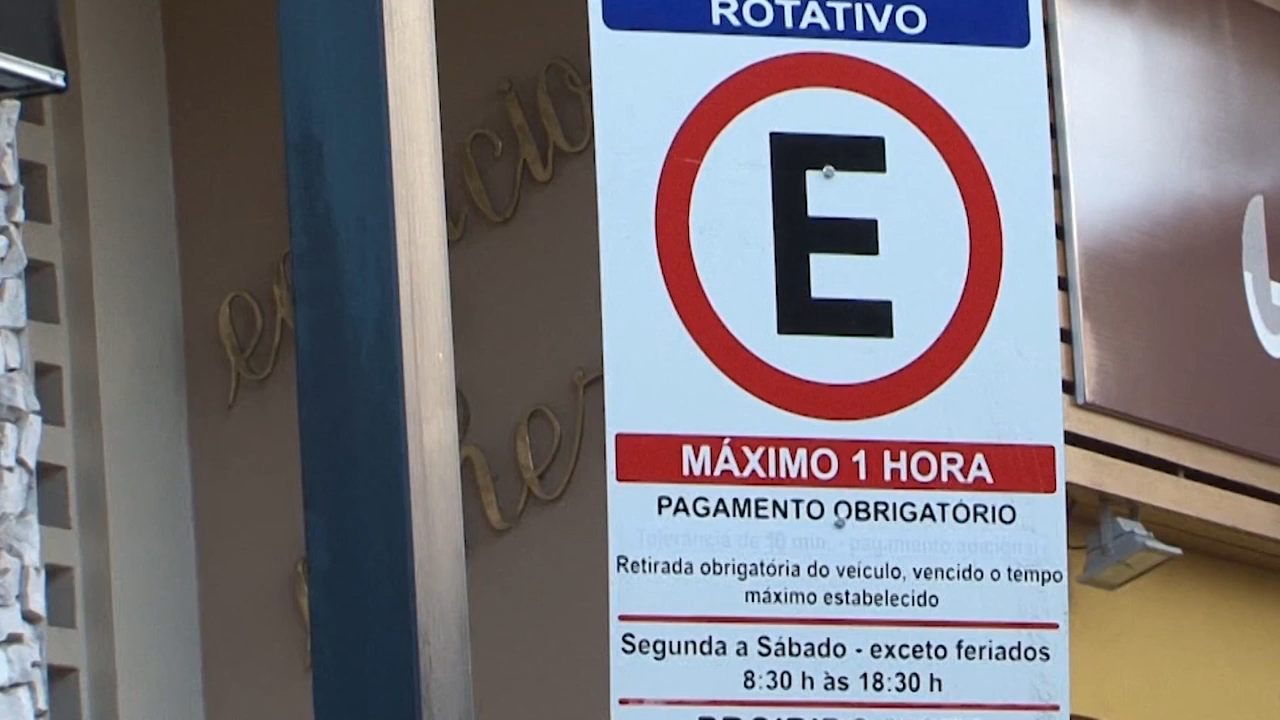 ROTATIVO
E
MÁXIMO 1 HORA
PAGAMENTO OBRIGATÓRIO
Tolerância de 10 min. - pagamento adicional
Retirada obrigatória do veículo, vencido o tempo
máximo estabelecido
Segunda a Sábado - exceto feriados
8:30 h às 18:30 h